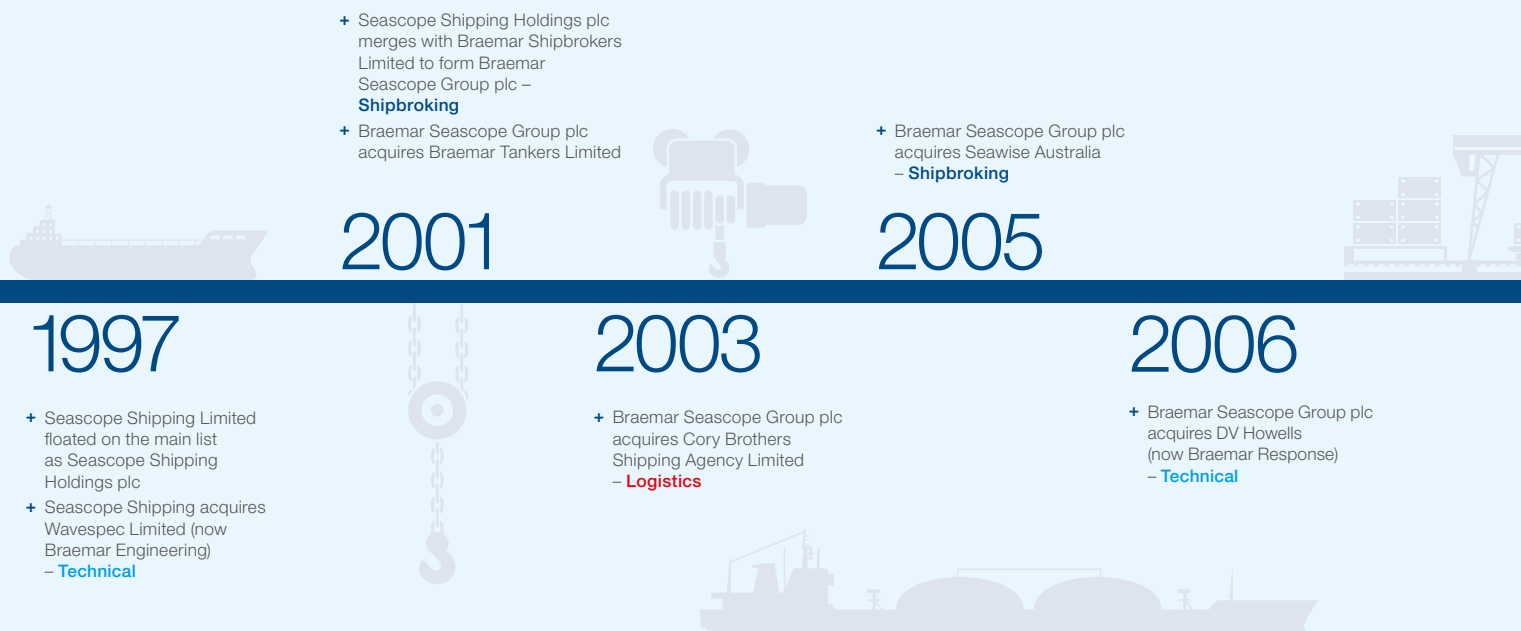 + Seascope Shipping Holdings plc
merges with Braemar Shipbrokers
Limited to form Braemar
Seascope Group plc –
Shipbroking
+ Braemar Seascope Group plc
acquires Braemar Tankers Limited
2001
+ Braemar Seascope Group plc
acquires Seawise Australia
– Shipbroking
2005
1997
+ Seascope Shipping Limited
floated on the main list
as Seascope Shipping
Holdings plc
+ Seascope Shipping acquires
Wavespec Limited (now
Braemar Engineering)
– Technical
2003
+ Braemar Seascope Group plc
acquires Cory Brothers
Shipping Agency Limited
– Logistics
2006
+ Braemar Seascope Group plc
acquires DV Howells
(now Braemar Response)
– Technical